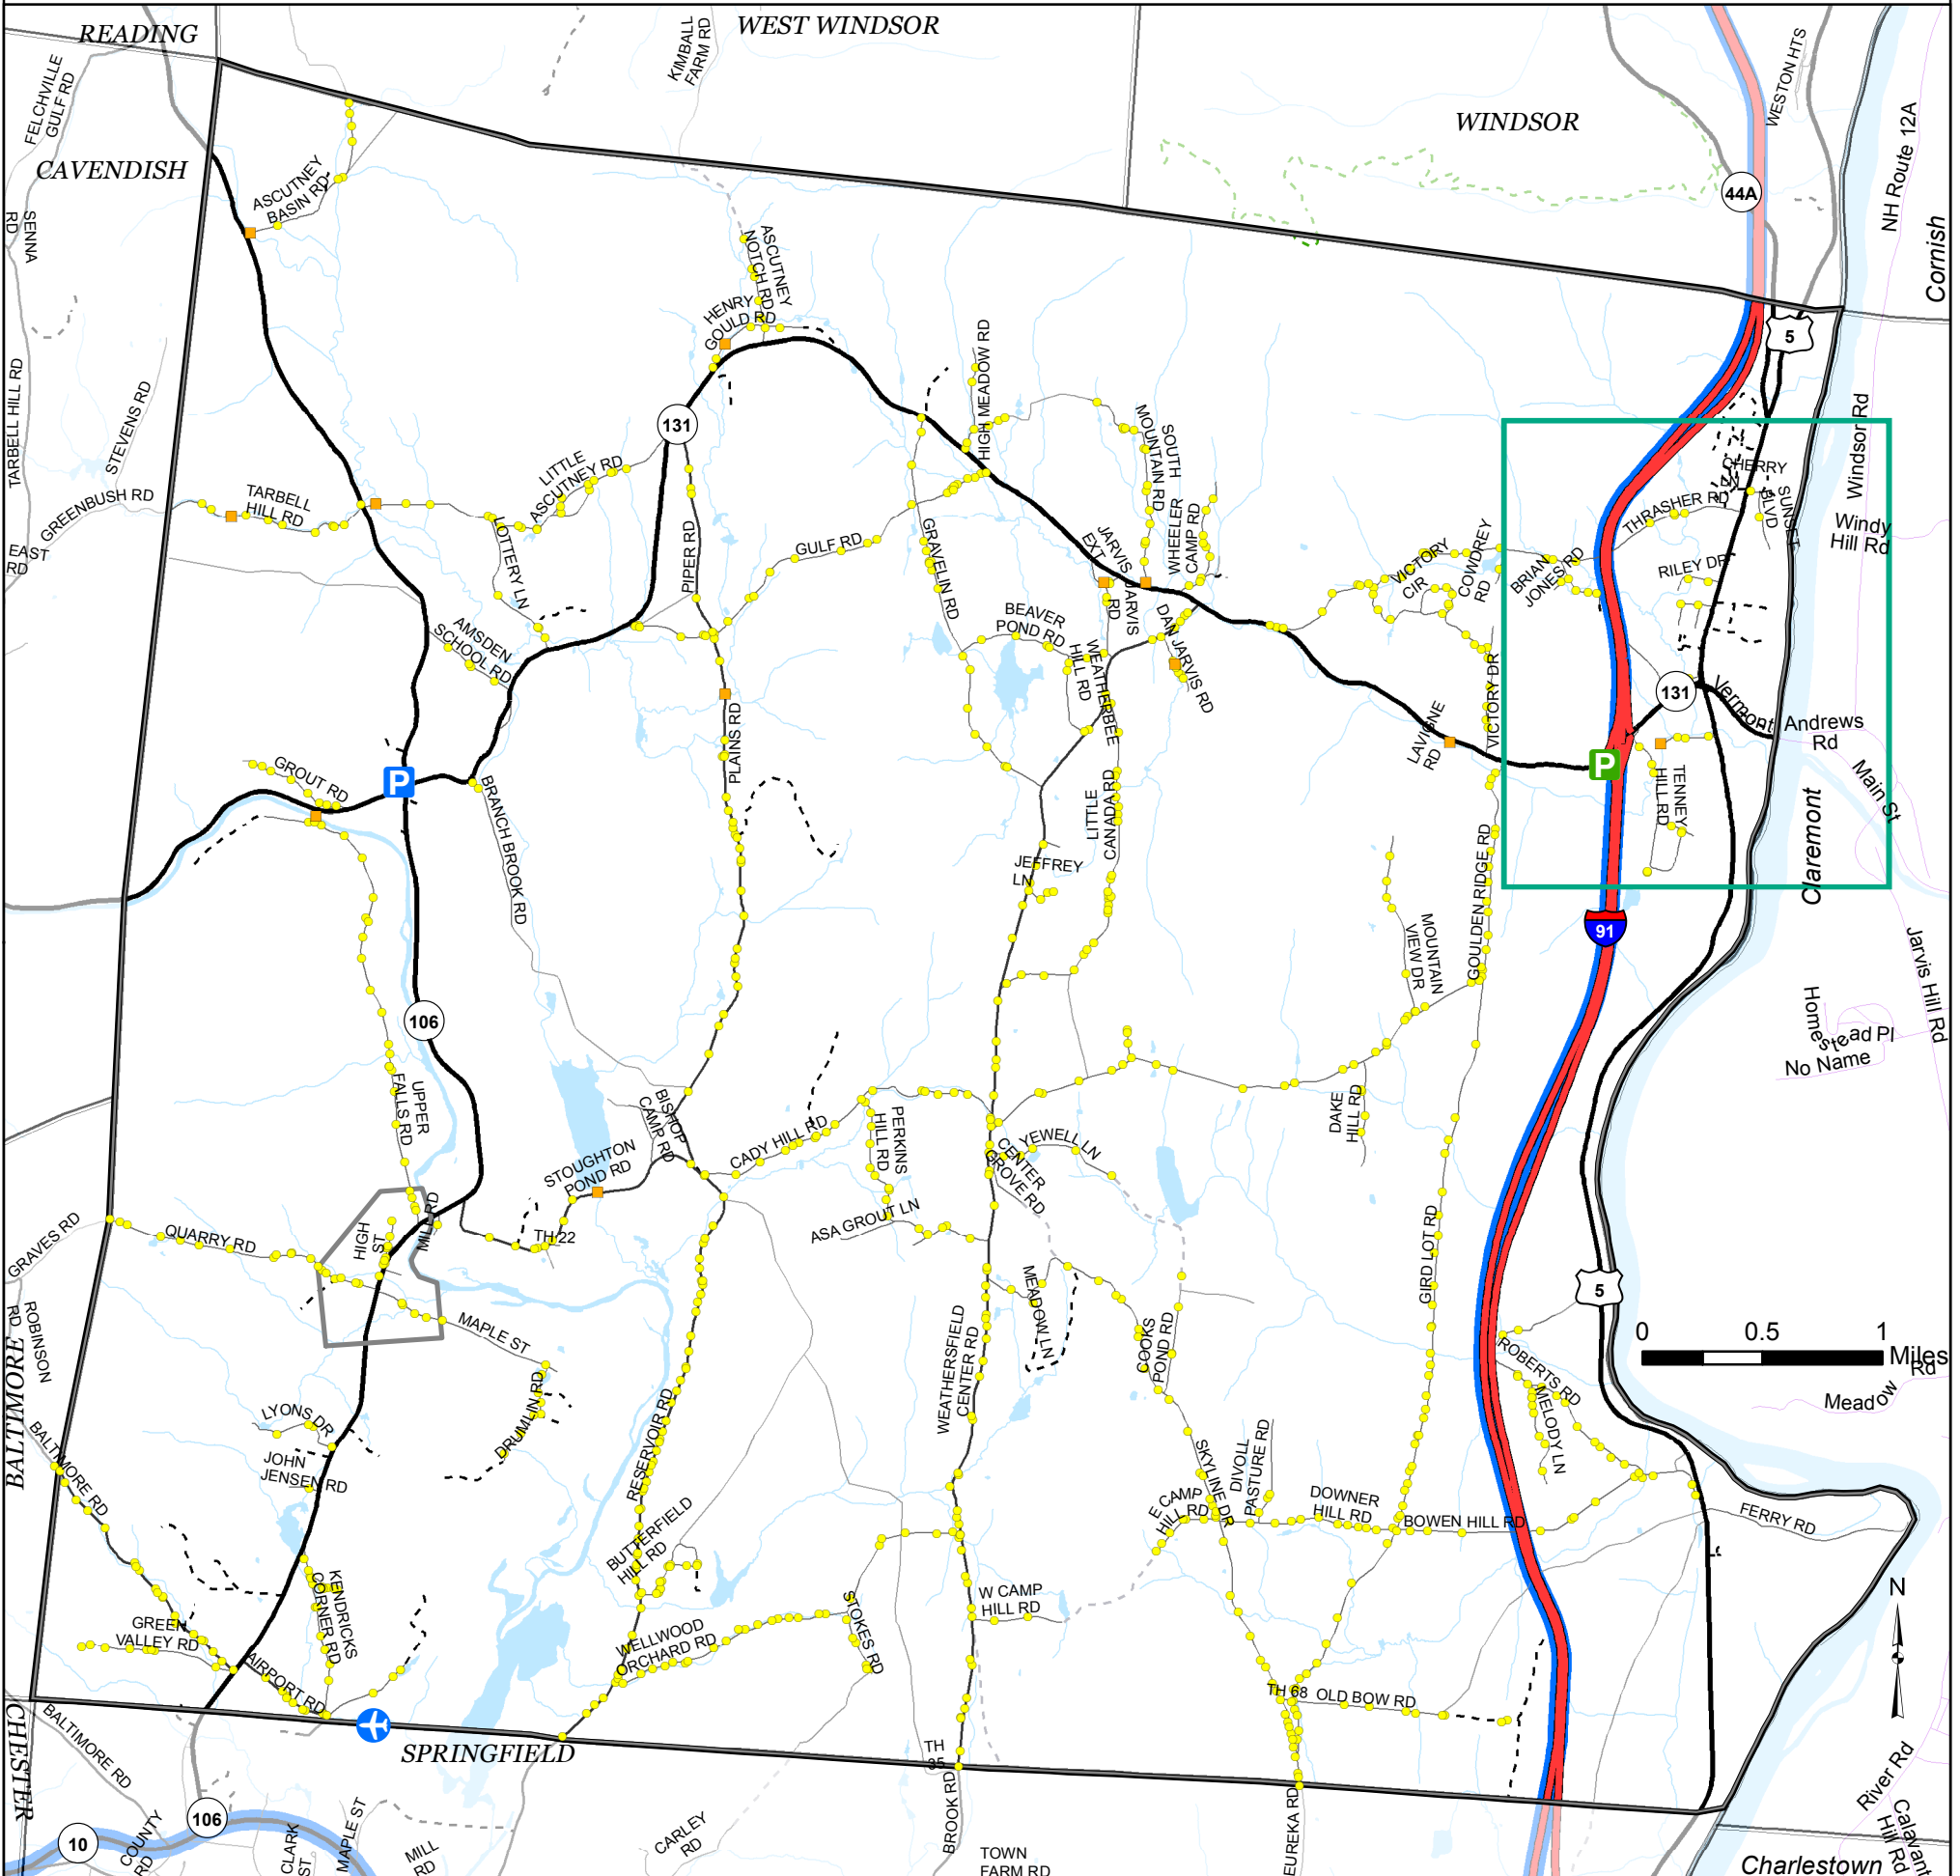 READING
WEST WINDSOR
KIMBALL
FARM RD
FELCHVILLE
GULF RD
CAVENDISH
WINDSOR
WESTON HTS
NH Route 12A
44A
Cornish
SENNA
RD
ASCUTNEY
BASIN RD
ASCUTNEY
NOTCH RD
HENRY
GOULD RD
5
TARBELL HILL RD
STEVENS RD
GREENBUSH RD
EAST
RD
TARBELL
HILL RD
LITTLE
ASCUTNEY RD
131
HIGH MEADOW RD
SOUTH
MOUNTAIN RD
WHEELER
CAMP RD
Windsor Rd
Windy
Hill Rd
CHERRY
LN
THRASHER RD
SUNSET
BLVD
RILEY DR
BRIAN
JONES RD
COWDREY
RD
VICTORY
CIR
LOTTERY LN
PIPER RD
GULF RD
GRAVELIN RD
JARVIS
EXT
JARVIS
RD
DAN JARVIS RD
BEAVER
POND RD
WEATHERBEE
HILL RD
AMSDEN
SCHOOL RD
PLAINS RD
VICTORY DR
LAVIGNE
RD
131
Vermont
Andrews
Rd
Main St
P
P
GROUT RD
BRANCH BROOK RD
LITTLE
CANADA RD
JEFFREY
LN
GOULDEN RIDGE RD
TENNEY
HILL RD
Claremont
91
MOUNTAIN
VIEW DR
Jarvis Hill Rd
Homestead Pl
No Name
106
UPPER
FALLS RD
BISHOP
CAMP RD
CADY HILL RD
PERKINS
HILL RD
CENTER
GROVE RD
YEWELL LN
DAKE
HILL RD
STOUGHTON
POND RD
TH 22
ASA GROUT LN
GIRD LOT RD
GRAVES RD
QUARRY RD
HIGH
ST
MILL RD
MAPLE ST
MEADOW LN
WEATHERSFIELD
CENTER RD
COOKS
POND RD
5
0 0.5 1
Miles
Meadow
Rd
ROBERTS RD
MELODY LN
ROBINSON
RD
BALTIMORE
BALTIMORE RD
LYONS DR
JOHN
JENSEN RD
DRUMLIN RD
RESERVOIR RD
BUTTERFIELD
HILL RD
SKYLINE DR
DIVOLL
PASTURE RD
E CAMP
HILL RD
DOWNER
HILL RD
BOWEN HILL RD
FERRY RD
N
GREEN
VALLEY RD
KENDRICKS
CORNER RD
AIRPORT RD
WELLWOOD
ORCHARD RD
STOKES RD
W CAMP
HILL RD
TH 68
OLD BOW RD
CHESTER
BALTIMORE RD
SPRINGFIELD
TH
35
BROOK RD
EUREKA RD
106
10
COUNTY
RD
CLARK
ST
MAPLE ST
MILL
RD
CARLEY
RD
TOWN
FARM RD
River Rd
Calavant
Hill Rd
Charlestown